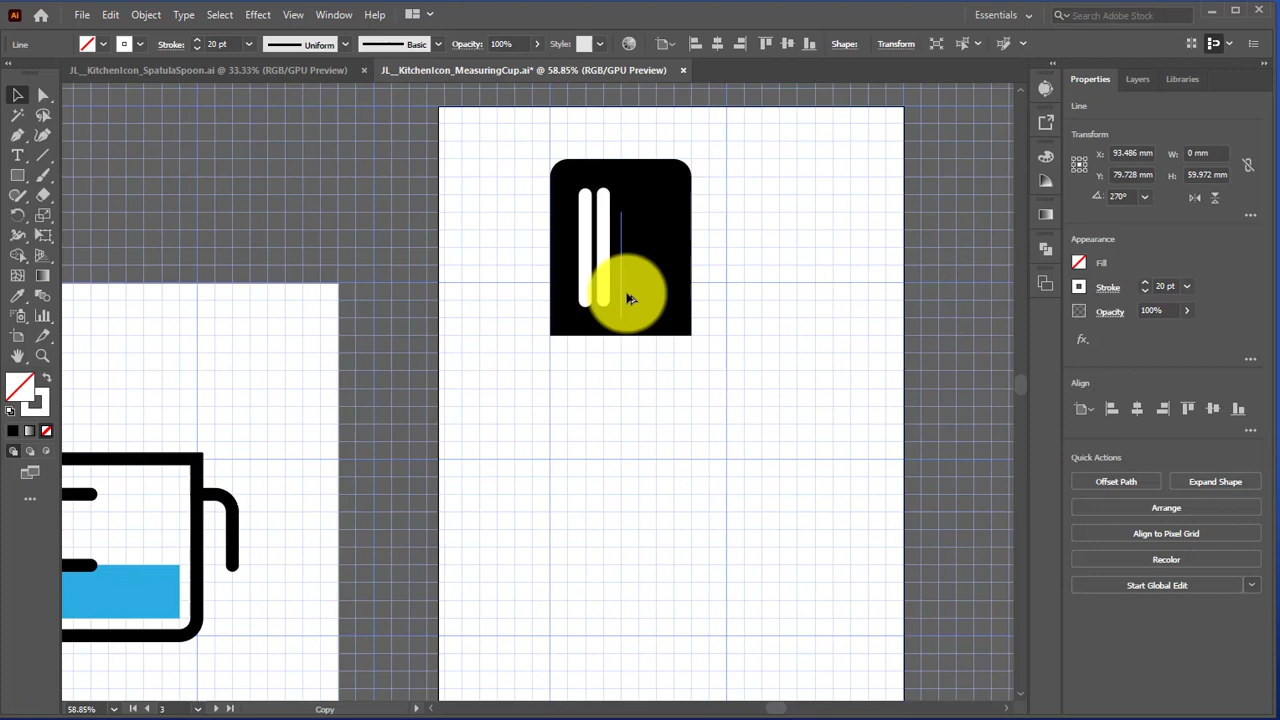 Ai File Edit Object Type Select Effect View Window Help Essentials Search Adobe Stock
Line Stroke: 20 pt Uniform Basic Opacity: 100% Style: Shape: Transform
JL__KitchenIcon_SpatulaSpoon.ai @ 33.33% (RGB/GPU Preview) × JL__KitchenIcon_MeasuringCup.ai* @ 58.85% (RGB/GPU Preview) ×
Properties Layers Libraries
Line
Transform
X: 93.486 mm W: 0 mm
Y: 79.728 mm H: 59.972 mm
270°
Appearance
Fill
Stroke 20 pt
Opacity 100%
fx.
Align
Quick Actions
Offset Path Expand Shape
Arrange
Align to Pixel Grid
Recolor
Start Global Edit
58.85% 3 Copy